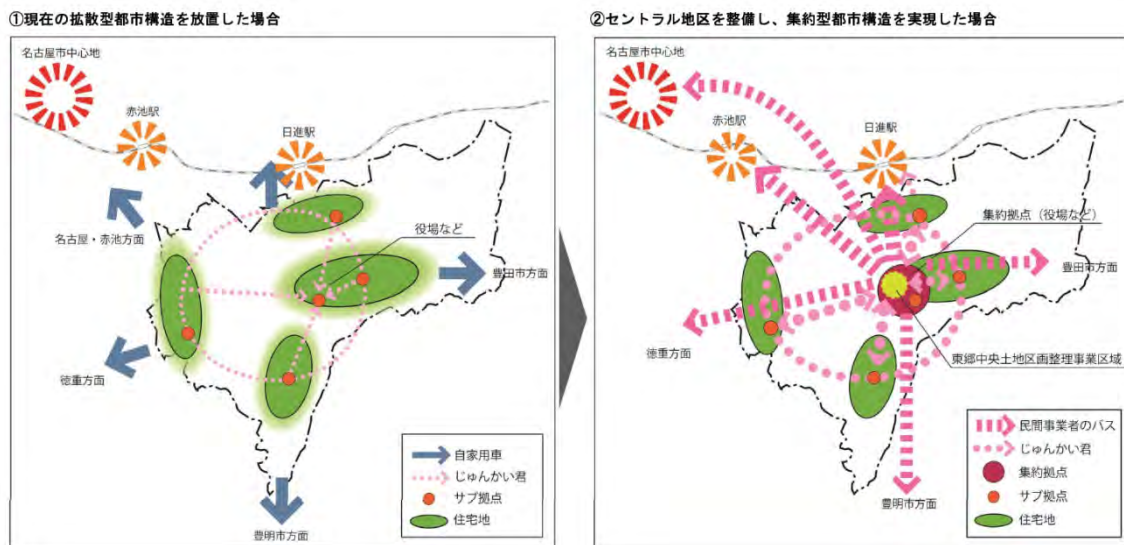 ①現在の拡散型都市構造を放置した場合
名古屋市中心地
赤池駅
日進駅
役場など
名古屋・赤池方面
豊田市方面
徳重方面
豊明市方面
自家用車
じゅんかい君
サブ拠点
住宅地
②セントラル地区を整備し、集約型都市構造を実現した場合
名古屋市中心地
赤池駅
日進駅
集約拠点（役場など）
豊田市方面
徳重方面
東郷中央土地区画整理事業区域
豊明市方面
民間事業者のバス
じゅんかい君
集約拠点
サブ拠点
住宅地